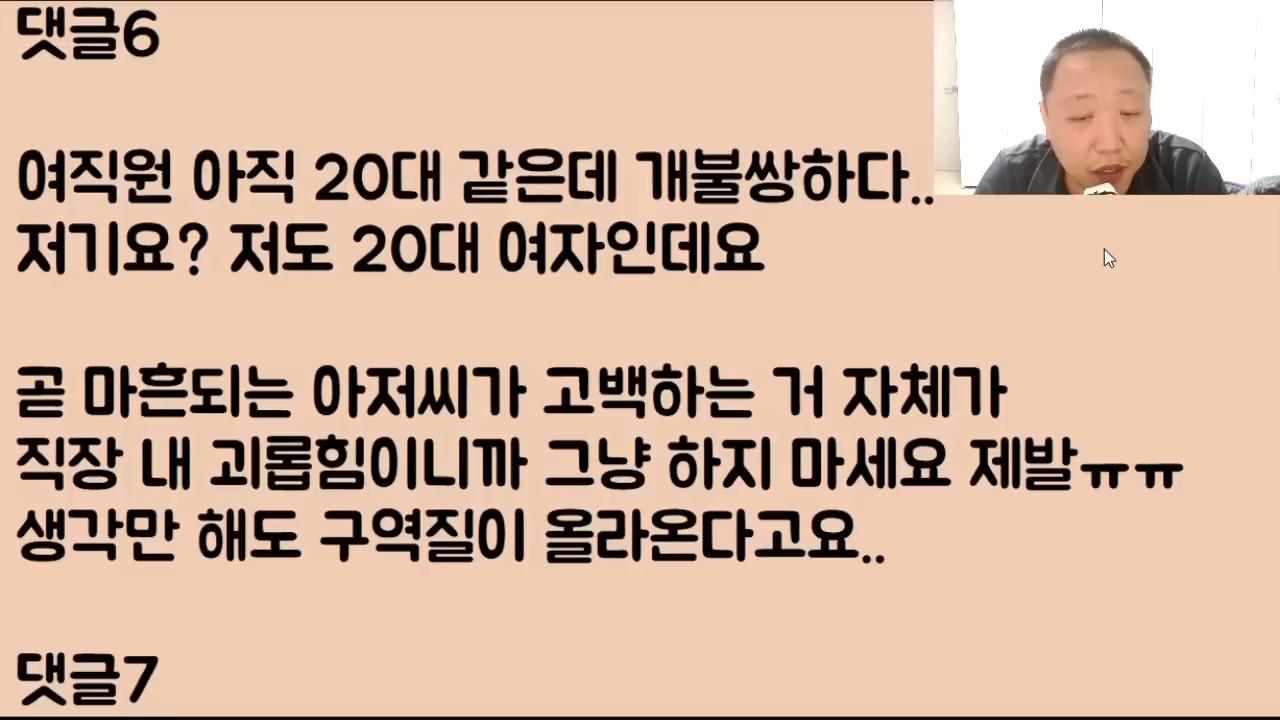 댓글6
여직원 아직 20대 같은데 개불쌍하다..
저기요? 저도 20대 여자인데요
곧 마흔되는 아저씨가 고백하는 거 자체가
직장 내 괴롭힘이니까 그냥 하지 마세요 제발ㅠㅠ
생각만 해도 구역질이 올라온다고요..
댓글7